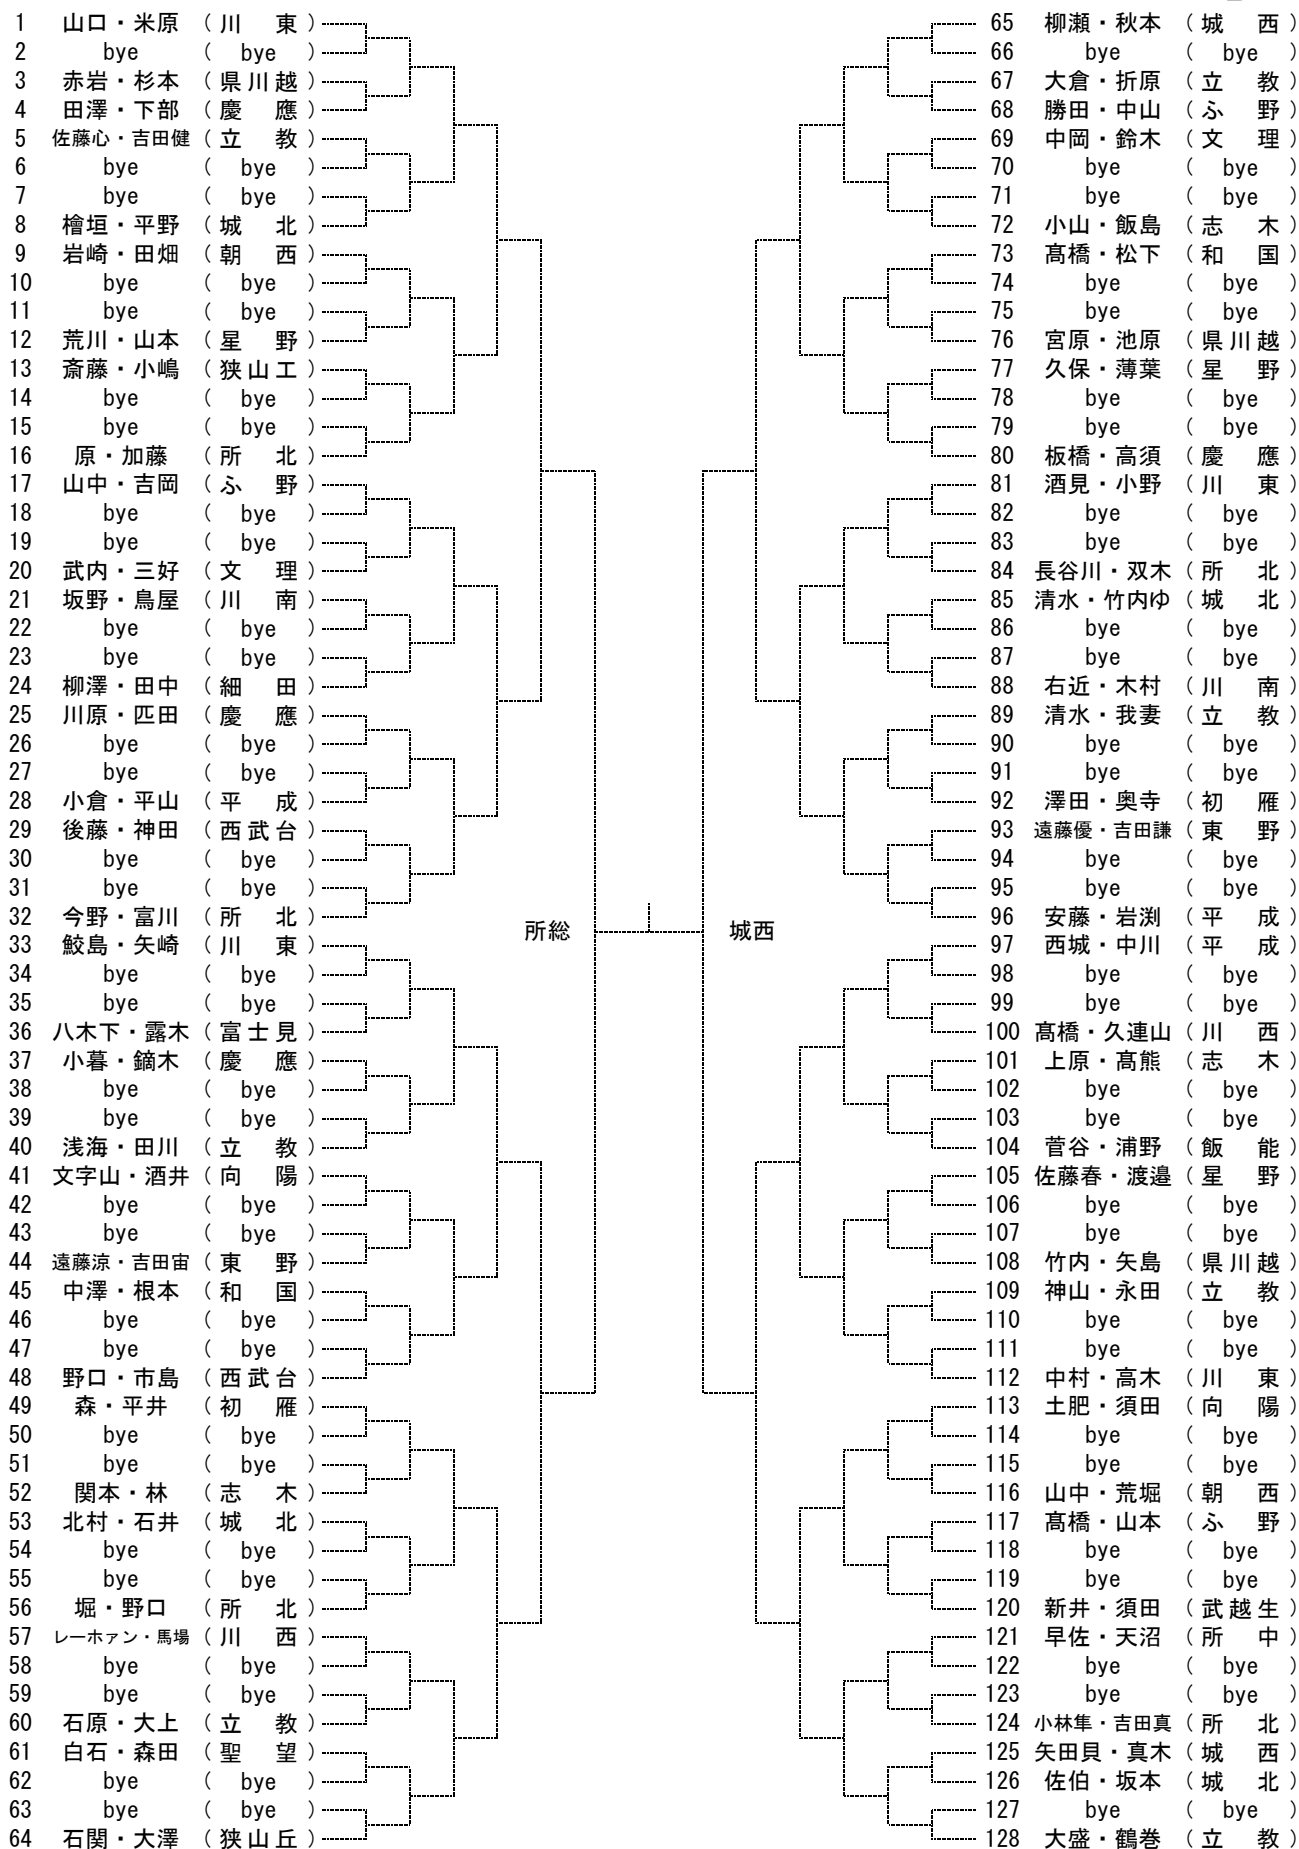 1 山口・米原 （川　東）
2 bye （ bye ）
3 赤岩・杉本 （県川越）
4 田澤・下部 （慶　應）
5 佐藤心・吉田健 （立　教）
6 bye （ bye ）
7 bye （ bye ）
8 檜垣・平野 （城　北）
9 岩崎・田畑 （朝　西）
10 bye （ bye ）
11 bye （ bye ）
12 荒川・山本 （星　野）
13 斎藤・小嶋 （狭山工）
14 bye （ bye ）
15 bye （ bye ）
16 原・加藤 （所　北）
17 山中・吉岡 （ふ　野）
18 bye （ bye ）
19 bye （ bye ）
20 武内・三好 （文　理）
21 坂野・鳥屋 （川　南）
22 bye （ bye ）
23 bye （ bye ）
24 柳澤・田中 （細　田）
25 川原・匹田 （慶　應）
26 bye （ bye ）
27 bye （ bye ）
28 小倉・平山 （平　成）
29 後藤・神田 （西武台）
30 bye （ bye ）
31 bye （ bye ）
32 今野・富川 （所　北）
33 鮫島・矢崎 （川　東）
34 bye （ bye ）
35 bye （ bye ）
36 八木下・露木 （富士見）
37 小暮・鏑木 （慶　應）
38 bye （ bye ）
39 bye （ bye ）
40 浅海・田川 （立　教）
41 文字山・酒井 （向　陽）
42 bye （ bye ）
43 bye （ bye ）
44 遠藤涼・吉田宙 （東　野）
45 中澤・根本 （和　国）
46 bye （ bye ）
47 bye （ bye ）
48 野口・市島 （西武台）
49 森・平井 （初　雁）
50 bye （ bye ）
51 bye （ bye ）
52 関本・林 （志　木）
53 北村・石井 （城　北）
54 bye （ bye ）
55 bye （ bye ）
56 堀・野口 （所　北）
57 レーホァン・馬場 （川　西）
58 bye （ bye ）
59 bye （ bye ）
60 石原・大上 （立　教）
61 白石・森田 （聖　望）
62 bye （ bye ）
63 bye （ bye ）
64 石関・大澤 （狭山丘）
所総
城西
65 柳瀬・秋本 （城　西）
66 bye （ bye ）
67 大倉・折原 （立　教）
68 勝田・中山 （ふ　野）
69 中岡・鈴木 （文　理）
70 bye （ bye ）
71 bye （ bye ）
72 小山・飯島 （志　木）
73 髙橋・松下 （和　国）
74 bye （ bye ）
75 bye （ bye ）
76 宮原・池原 （県川越）
77 久保・薄葉 （星　野）
78 bye （ bye ）
79 bye （ bye ）
80 板橋・高須 （慶　應）
81 酒見・小野 （川　東）
82 bye （ bye ）
83 bye （ bye ）
84 長谷川・双木 （所　北）
85 清水・竹内ゆ （城　北）
86 bye （ bye ）
87 bye （ bye ）
88 右近・木村 （川　南）
89 清水・我妻 （立　教）
90 bye （ bye ）
91 bye （ bye ）
92 澤田・奥寺 （初　雁）
93 遠藤優・吉田謙 （東　野）
94 bye （ bye ）
95 bye （ bye ）
96 安藤・岩渕 （平　成）
97 西城・中川 （平　成）
98 bye （ bye ）
99 bye （ bye ）
100 髙橋・久連山 （川　西）
101 上原・髙熊 （志　木）
102 bye （ bye ）
103 bye （ bye ）
104 菅谷・浦野 （飯　能）
105 佐藤春・渡邉 （星　野）
106 bye （ bye ）
107 bye （ bye ）
108 竹内・矢島 （県川越）
109 神山・永田 （立　教）
110 bye （ bye ）
111 bye （ bye ）
112 中村・高木 （川　東）
113 土肥・須田 （向　陽）
114 bye （ bye ）
115 bye （ bye ）
116 山中・荒堀 （朝　西）
117 髙橋・山本 （ふ　野）
118 bye （ bye ）
119 bye （ bye ）
120 新井・須田 （武越生）
121 早佐・天沼 （所　中）
122 bye （ bye ）
123 bye （ bye ）
124 小林隼・吉田真 （所　北）
125 矢田貝・真木 （城　西）
126 佐伯・坂本 （城　北）
127 bye （ bye ）
128 大盛・鶴巻 （立　教）